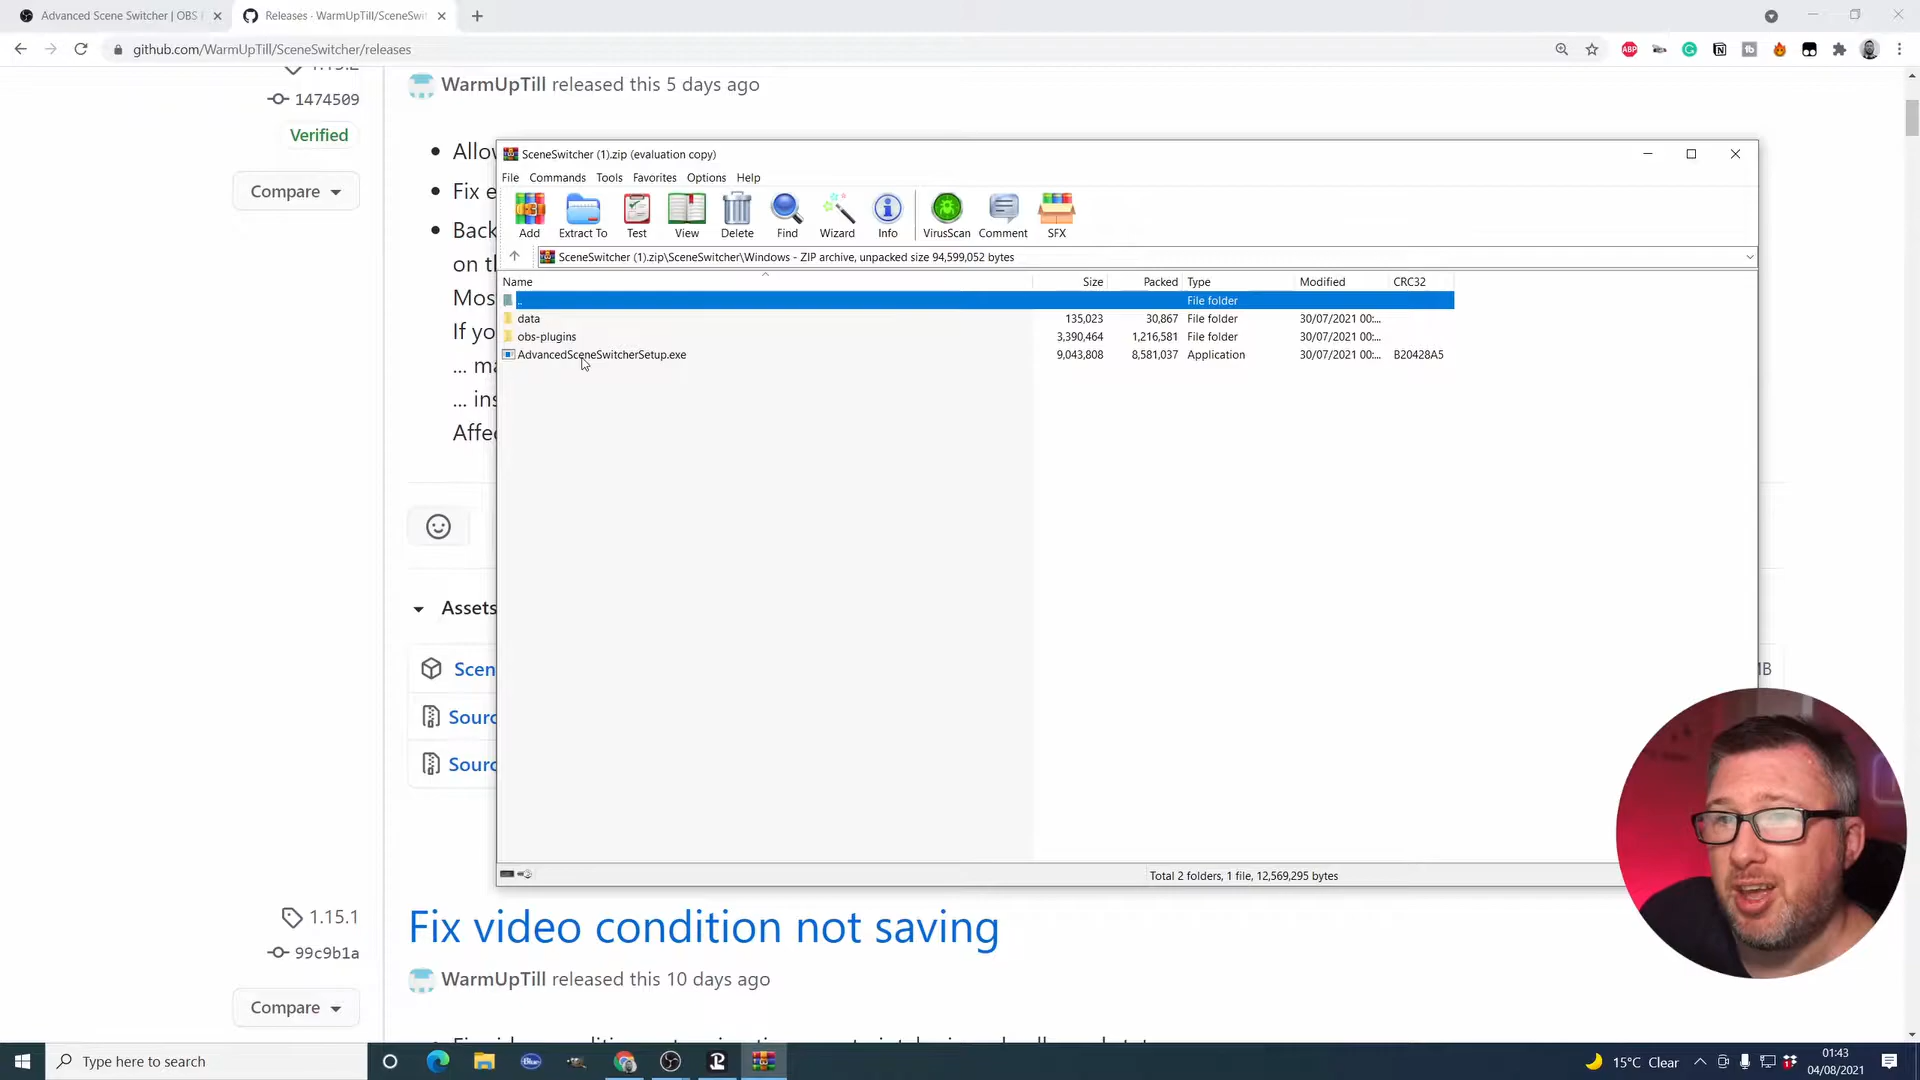 Advanced Scene Switcher | OBS
Releases · WarmUpTill/SceneSwit
github.com/WarmUpTill/SceneSwitcher/releases
1474509
WarmUpTill released this 5 days ago
Verified
Compare
SceneSwitcher (1).zip (evaluation copy)
File Commands Tools Favorites Options Help
Add Extract To Test View Delete Find Wizard Info VirusScan Comment SFX
SceneSwitcher (1).zip\SceneSwitcher\Windows - ZIP archive, unpacked size 94,599,052 bytes
Name Size Packed Type Modified CRC32
.. File folder
data 135,023 30,867 File folder 30/07/2021 00:...
obs-plugins 3,390,464 1,216,581 File folder 30/07/2021 00:...
AdvancedSceneSwitcherSetup.exe 9,043,808 8,581,037 Application 30/07/2021 00:... B20428A5
Fix e
Back
on th
Mos
If you
... ma
... ins
Affe
Assets
Scen
Sourc
Sourc
Total 2 folders, 1 file, 12,569,295 bytes
1.15.1
99c9b1a
Compare
Fix video condition not saving
WarmUpTill released this 10 days ago
Type here to search
15°C Clear
01:43
04/08/2021